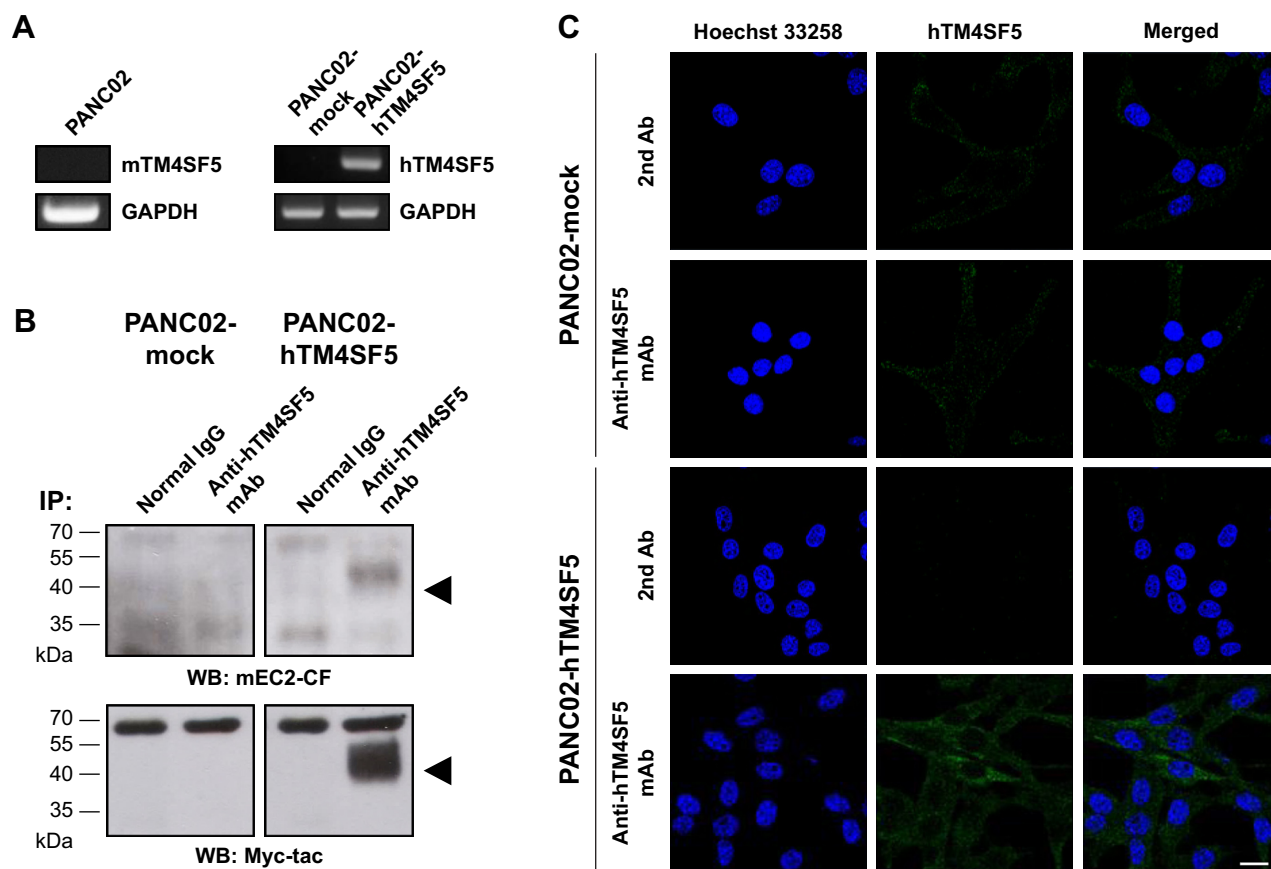 A
PANC02
PANC02-
mock
PANC02-
hTM4SF5
mTM4SF5
hTM4SF5
GAPDH
GAPDH
B
PANC02-
mock
PANC02-
hTM4SF5
IP:
Normal IgG
Anti-hTM4SF5
mAb
Normal IgG
Anti-hTM4SF5
mAb
70
55
40
35
kDa
WB: mEC2-CF
70
55
40
35
kDa
WB: Myc-tac
C
Hoechst 33258
hTM4SF5
Merged
PANC02-mock
2nd Ab
Anti-hTM4SF5
mAb
PANC02-hTM4SF5
2nd Ab
Anti-hTM4SF5
mAb